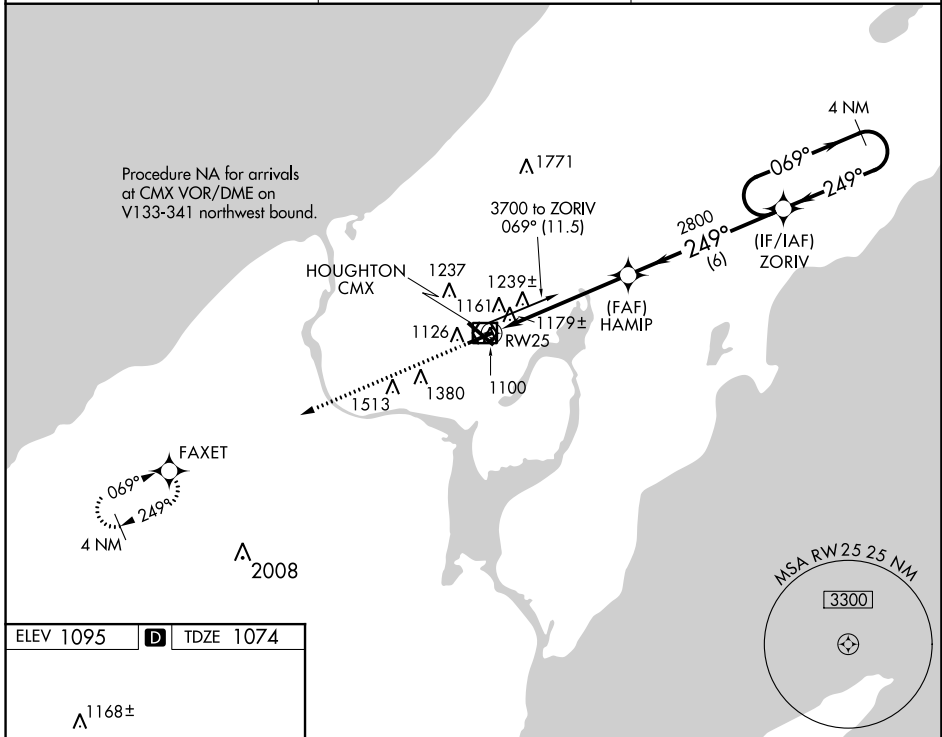 4 NM
069°
249°
1771
Procedure NA for arrivals
at CMX VOR/DME on
V133-341 northwest bound.
3700 to ZORIV
069° (11.5)
2800
249°
(6)
(IF/IAF)
ZORIV
HOUGHTON
CMX
1237
1239±
1161
(FAF)
HAMIP
1179±
1126
RW25
1100
1513
1380
FAXET
069°
249°
4 NM
2008
MSA RW25 25 NM
3300
ELEV 1095 D TDZE 1074
1168±